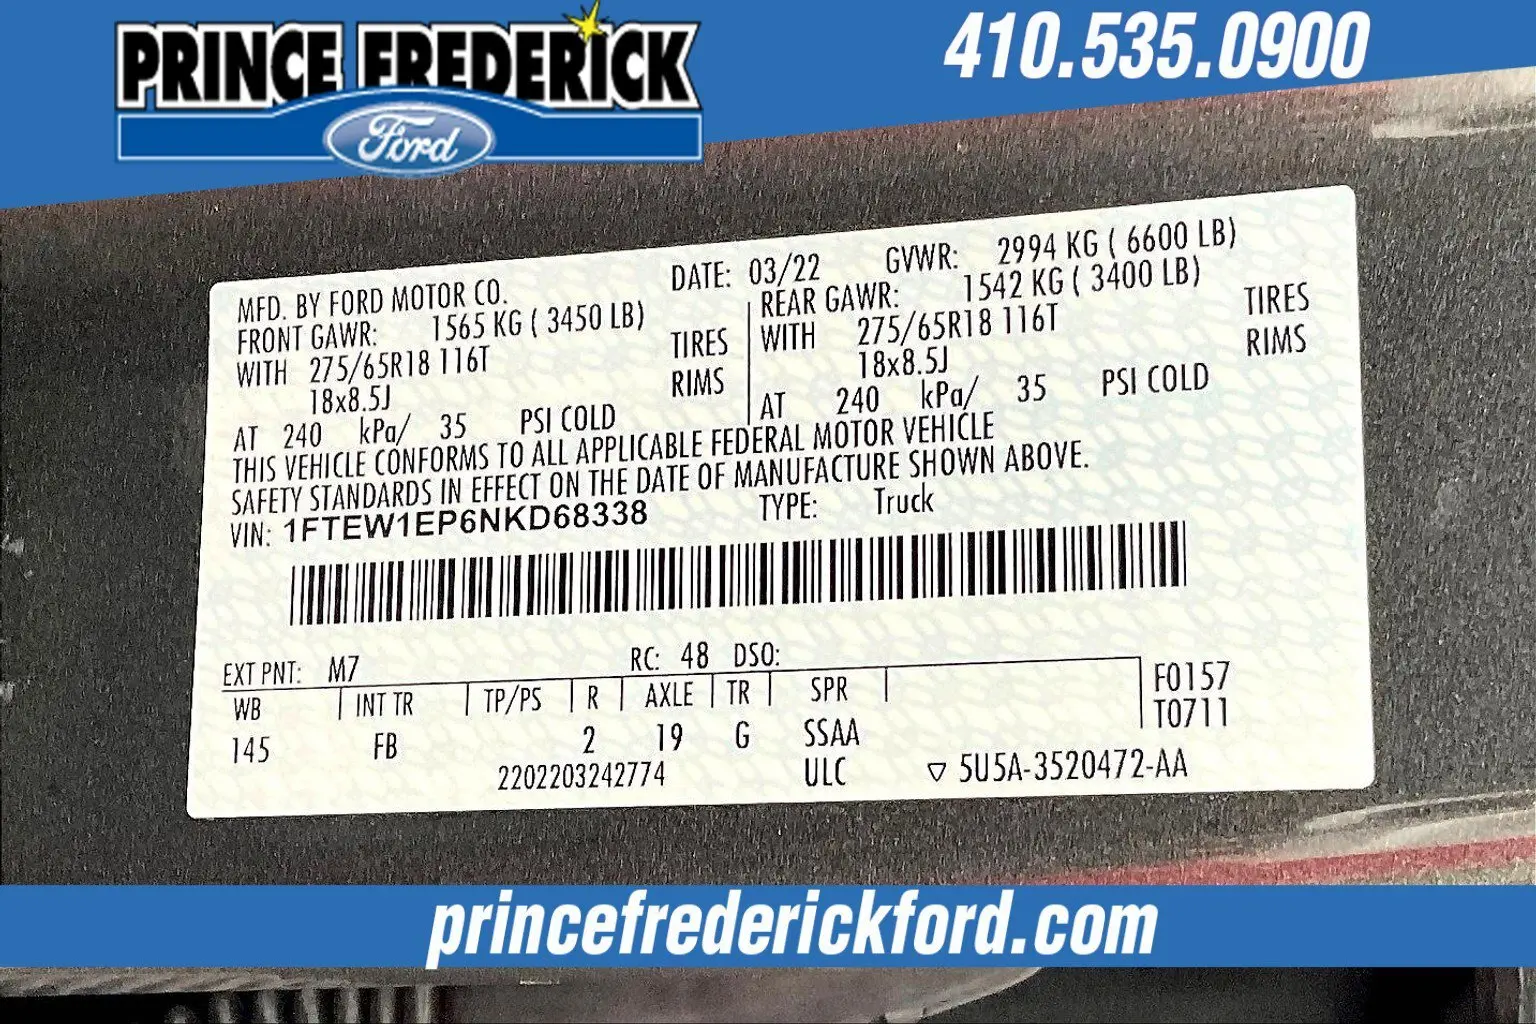 PRINCE FREDERICK
Ford
410.535.0900
MFD. BY FORD MOTOR CO. DATE: 03/22 GVWR: 2994 KG ( 6600 LB)
FRONT GAWR: 1565 KG ( 3450 LB) REAR GAWR: 1542 KG ( 3400 LB)
WITH 275/65R18 116T TIRES WITH 275/65R18 116T TIRES
18x8.5J RIMS 18x8.5J RIMS
AT 240 kPa/ 35 PSI COLD AT 240 kPa/ 35 PSI COLD
THIS VEHICLE CONFORMS TO ALL APPLICABLE FEDERAL MOTOR VEHICLE
SAFETY STANDARDS IN EFFECT ON THE DATE OF MANUFACTURE SHOWN ABOVE.
VIN: 1FTEW1EP6NKD68338 TYPE: Truck
EXT PNT: M7 RC: 48 DSO:
WB INT TR TP/PS R AXLE TR SPR F0157
T0711
145 FB 2 19 G SSAA
2202203242774 ULC ▽ 5U5A-3520472-AA
princefrederickford.com